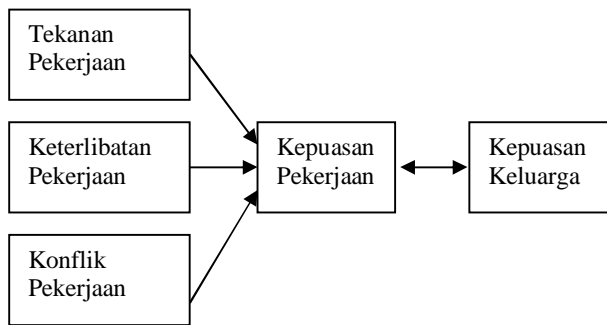 Tekanan
Pekerjaan
Keterlibatan
Pekerjaan
Konflik
Pekerjaan
Kepuasan
Pekerjaan
Kepuasan
Keluarga